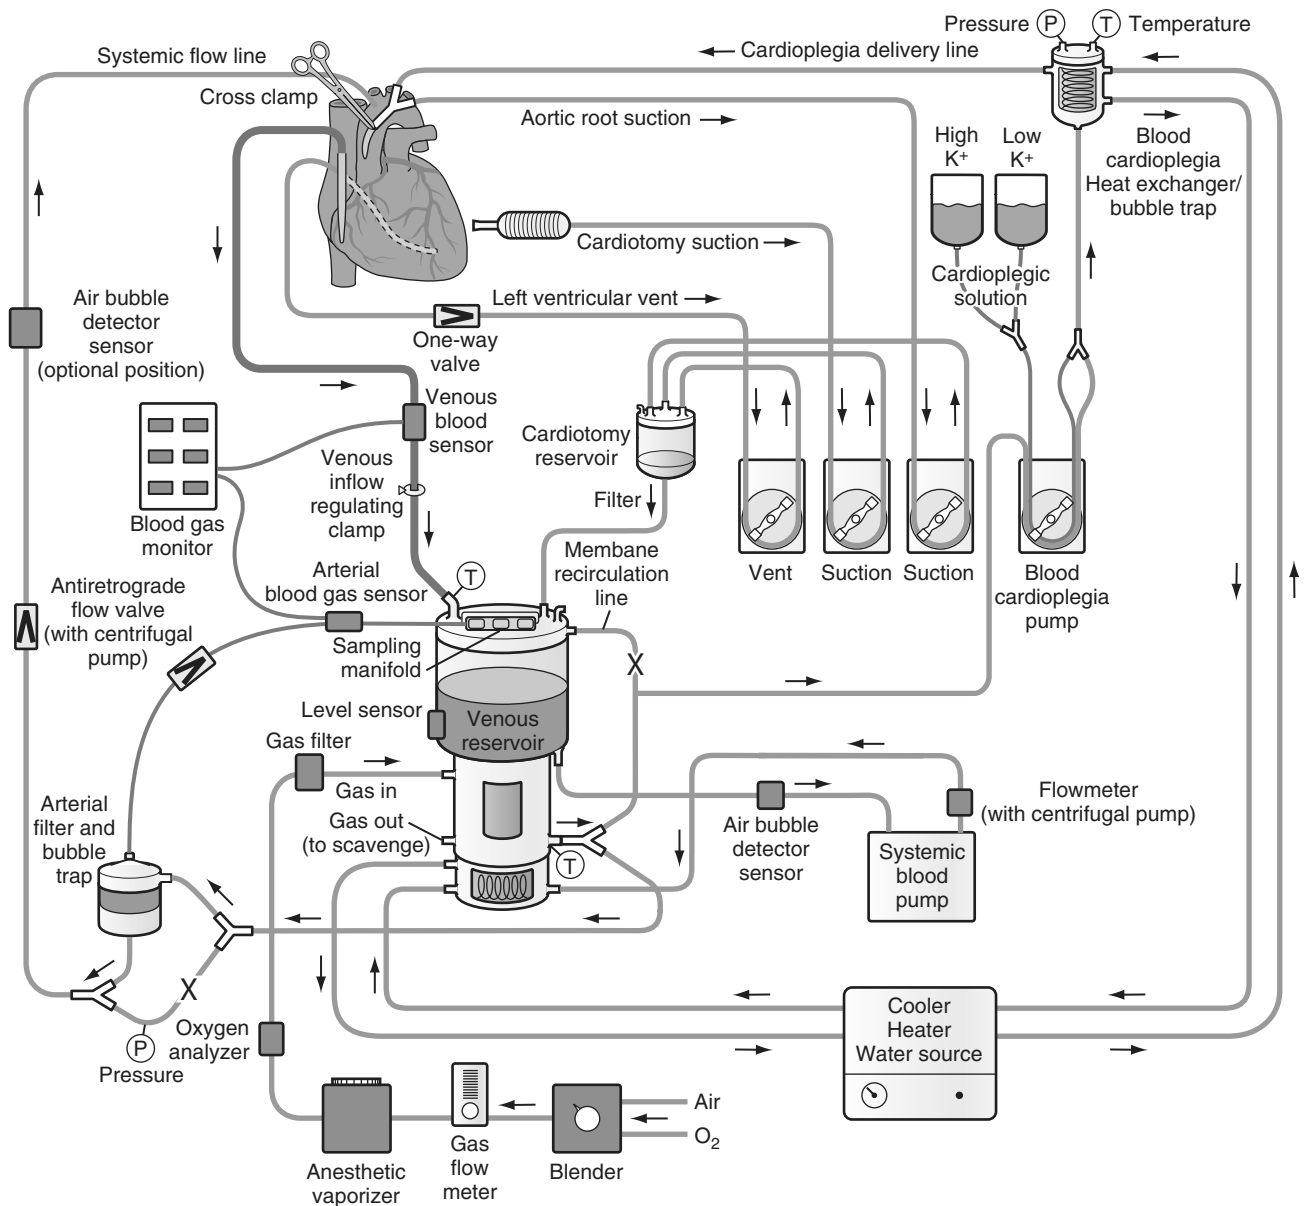 Pressure P T Temperature
Systemic flow line
Cardioplegia delivery line
Cross clamp
Aortic root suction
High
K+
Low
K+
Blood
cardioplegia
Heat exchanger/
bubble trap
Cardiotomy suction
Cardioplegic
solution
Left ventricular vent
Air bubble
detector
sensor
(optional position)
One-way
valve
Venous
blood
sensor
Cardiotomy
reservoir
Venous
inflow
regulating
clamp
Filter
Blood gas
monitor
Membane
recirculation
line
Vent
Suction
Suction
Blood
cardioplegia
pump
T
Arterial
blood gas sensor
Antiretrograde
flow valve
(with centrifugal
pump)
Sampling
manifold
X
Level sensor
Venous
reservoir
Gas filter
Gas in
Flowmeter
(with centrifugal pump)
Arterial
filter and
bubble
trap
Gas out
(to scavenge)
Air bubble
detector
sensor
Systemic
blood
pump
T
X
Cooler
Heater
Water source
Oxygen
analyzer
P
Pressure
Air
O2
Anesthetic
vaporizer
Gas
flow
meter
Blender